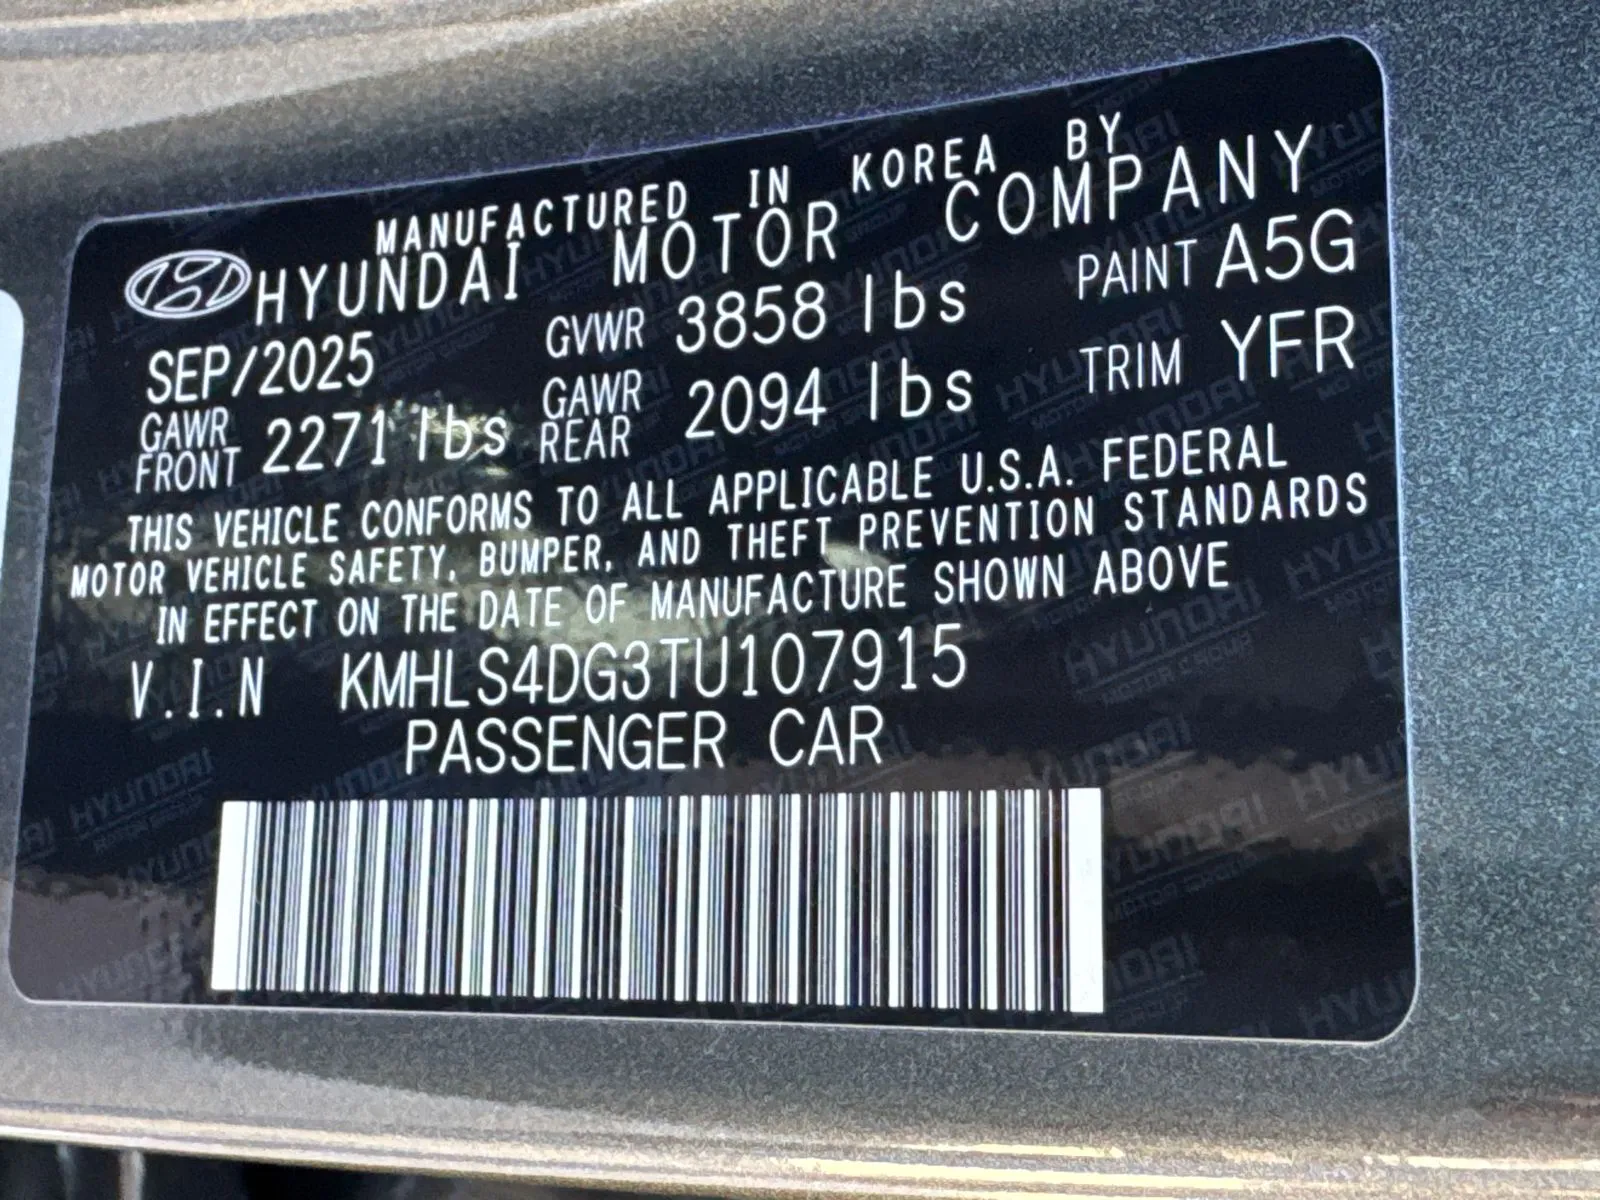 MANUFACTURED IN KOREA BY
HYUNDAI MOTOR COMPANY
SEP/2025 GVWR 3858 lbs PAINT A5G
GAWR FRONT 2271 lbs GAWR REAR 2094 lbs TRIM YFR
THIS VEHICLE CONFORMS TO ALL APPLICABLE U.S.A. FEDERAL
MOTOR VEHICLE SAFETY, BUMPER, AND THEFT PREVENTION STANDARDS
IN EFFECT ON THE DATE OF MANUFACTURE SHOWN ABOVE
V.I.N KMHLS4DG3TU107915
PASSENGER CAR